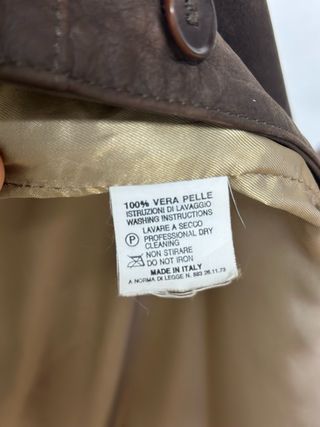 100% VERA PELLE
ISTRUZIONI DI LAVAGGIO
WASHING INSTRUCTIONS
LAVARE A SECCO
P PROFESSIONAL DRY
CLEANING
NON STIRARE
DO NOT IRON
MADE IN ITALY
A NORMA DI LEGGE N. 883 26.11.73